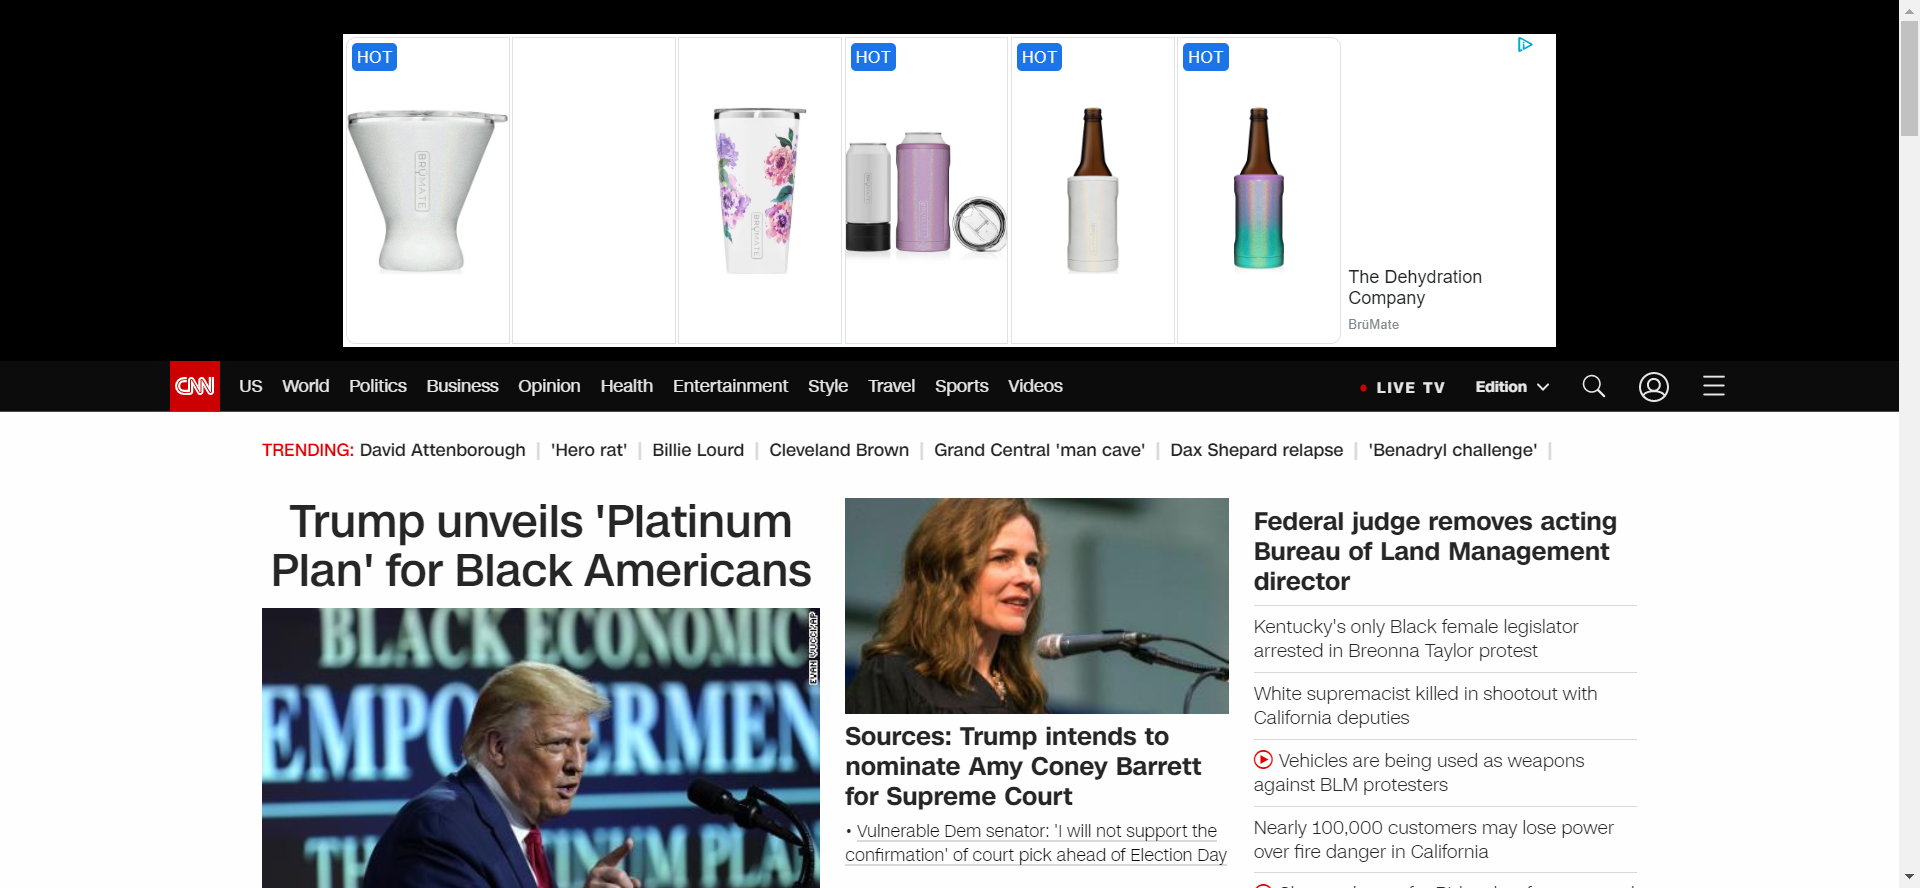 HOT
HOT
HOT
HOT
BRÜMATE
BRÜMATE
The Dehydration
Company
BrüMate
CNN US World Politics Business Opinion Health Entertainment Style Travel Sports Videos LIVE TV Edition
TRENDING: David Attenborough | 'Hero rat' | Billie Lourd | Cleveland Brown | Grand Central 'man cave' | Dax Shepard relapse | 'Benadryl challenge' |
Trump unveils 'Platinum
Plan' for Black Americans
BLACK ECONOMIC
EVAN VUCCI/AP
Sources: Trump intends to
nominate Amy Coney Barrett
for Supreme Court
• Vulnerable Dem senator: 'I will not support the
confirmation' of court pick ahead of Election Day
Federal judge removes acting
Bureau of Land Management
director
Kentucky's only Black female legislator
arrested in Breonna Taylor protest
White supremacist killed in shootout with
California deputies
Vehicles are being used as weapons
against BLM protesters
Nearly 100,000 customers may lose power
over fire danger in California